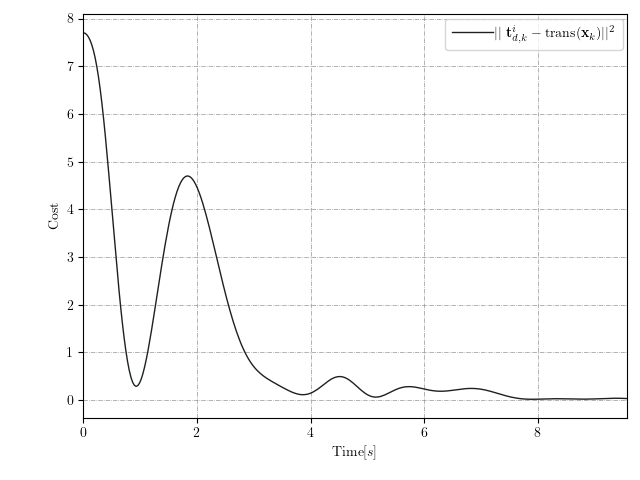 8
7
6
5
4
3
2
1
0
Cost
|| t^i_{d,k} − trans(x_k)||^2
0 2 4 6 8
Time[s]